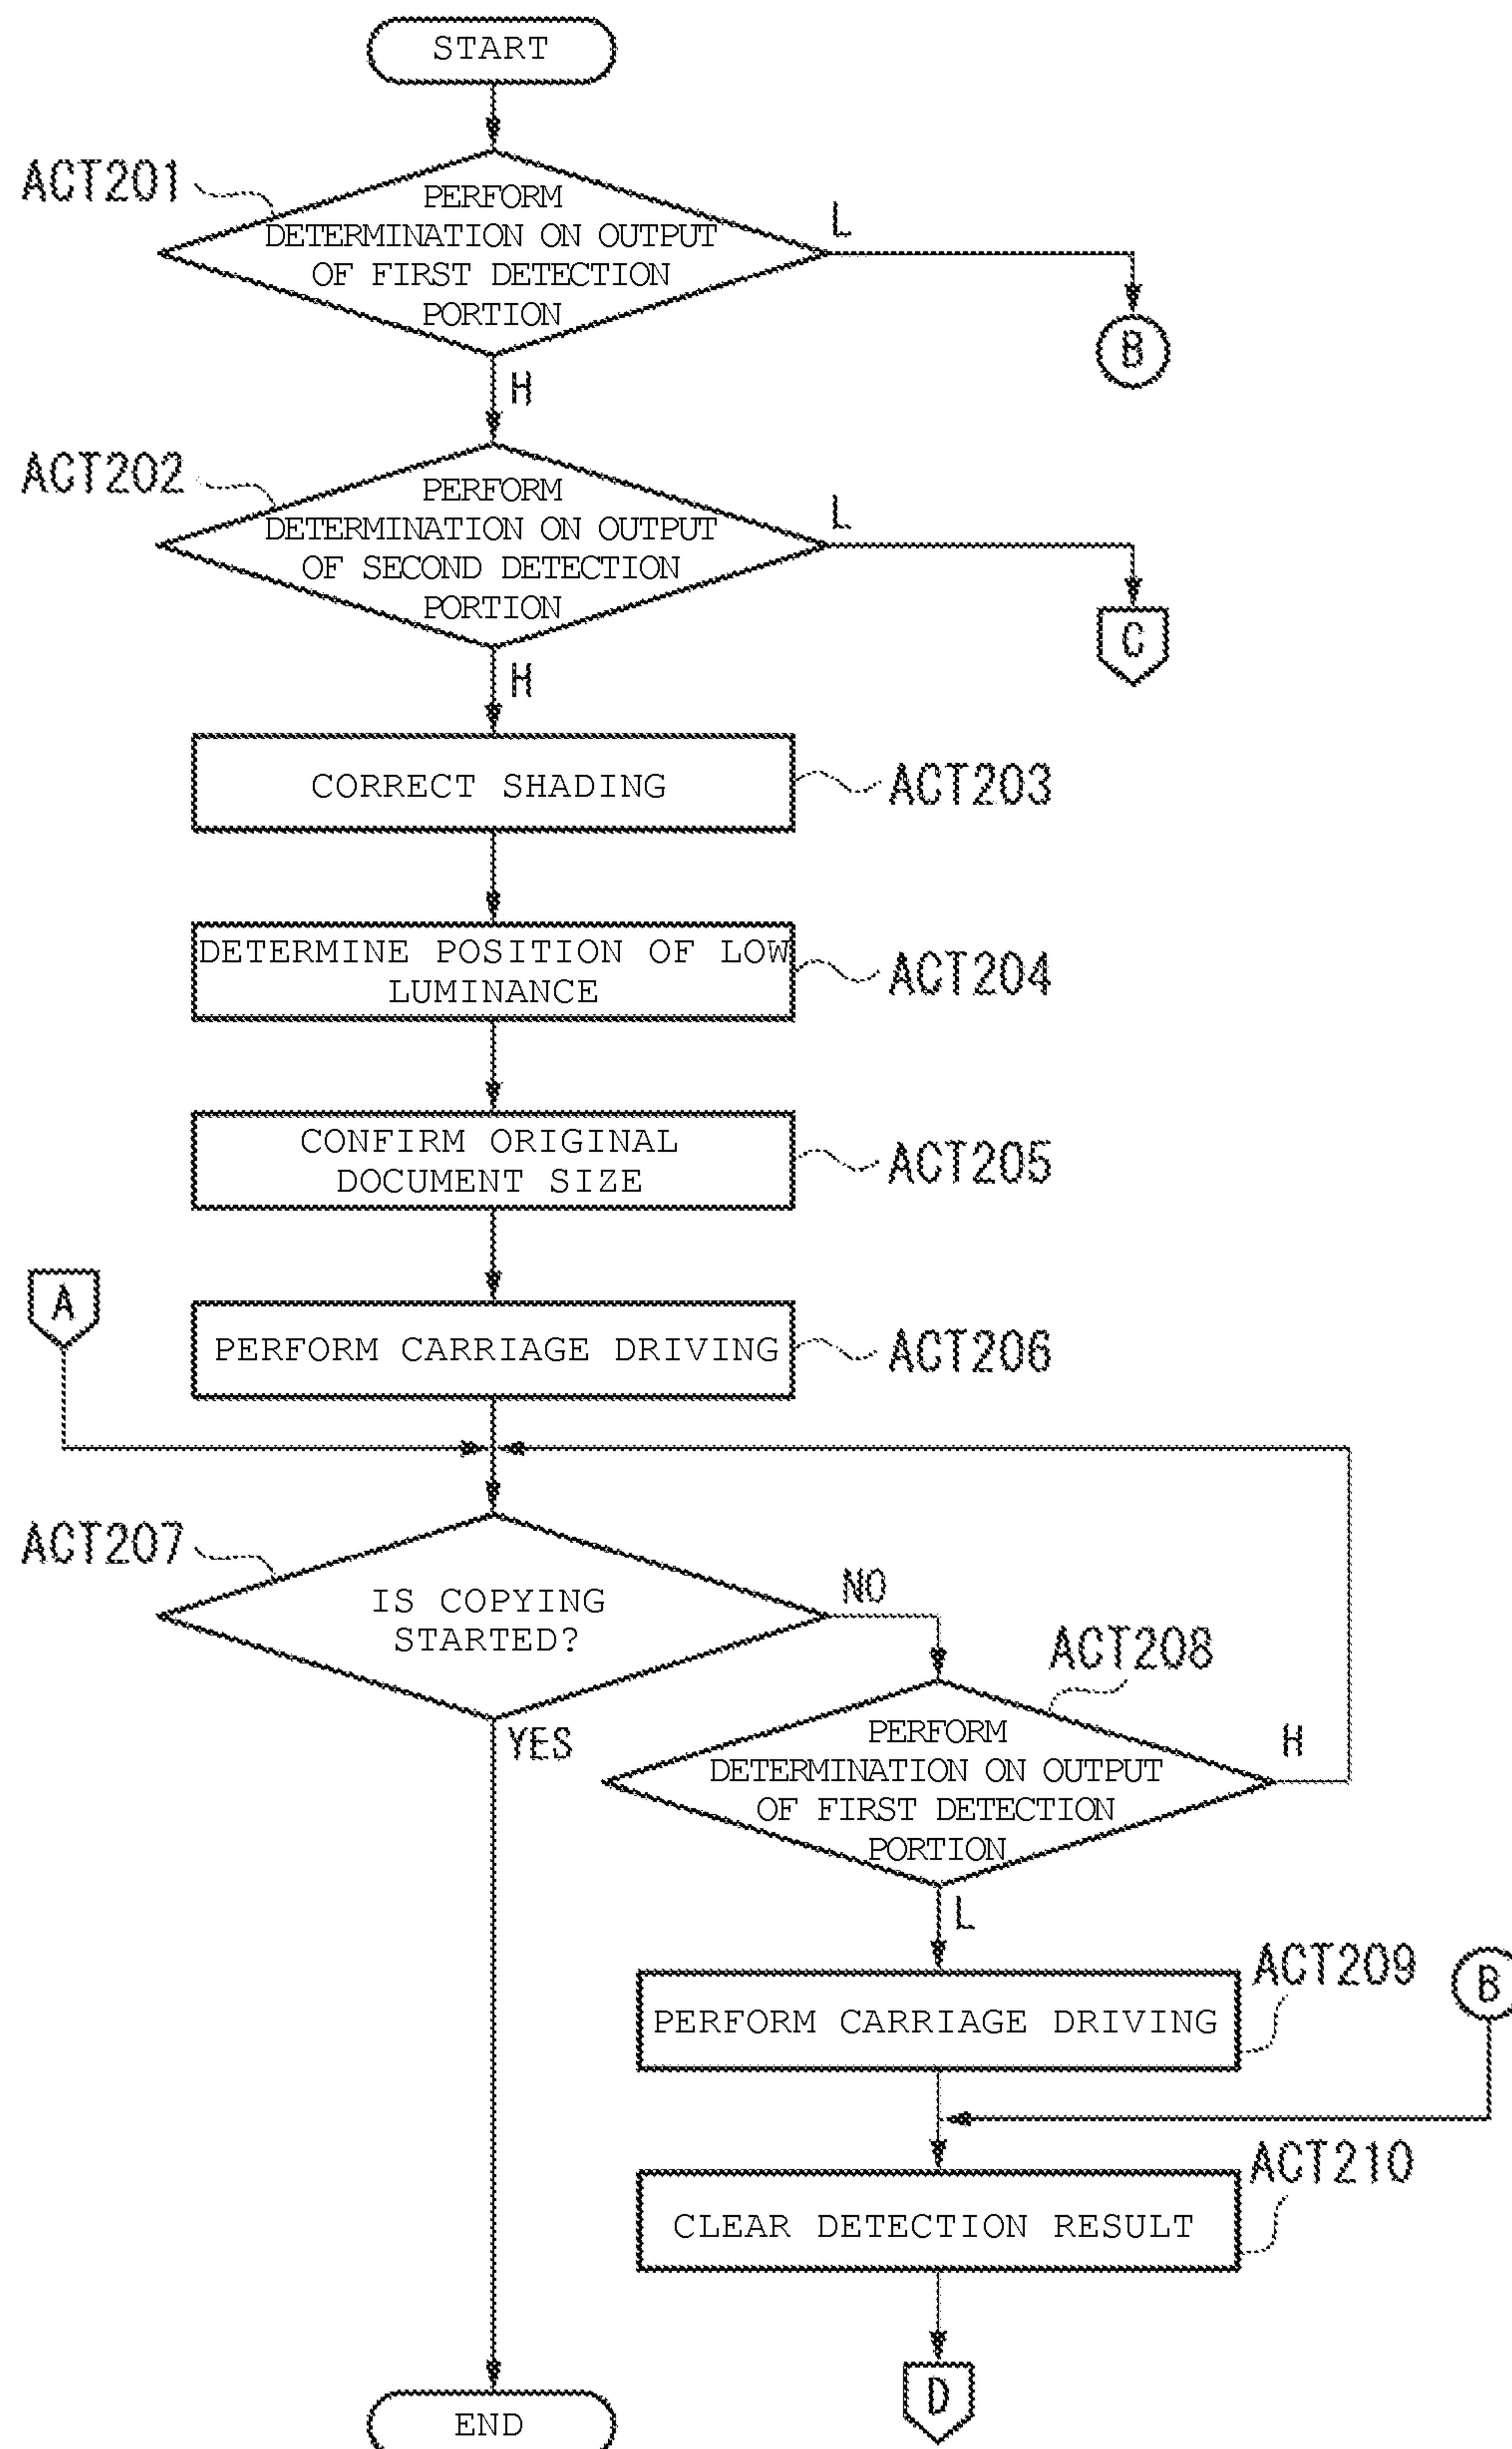 START
ACT201
PERFORM
DETERMINATION ON OUTPUT
OF FIRST DETECTION
PORTION
L
B
H
ACT202
PERFORM
DETERMINATION ON OUTPUT
OF SECOND DETECTION
PORTION
L
C
H
CORRECT SHADING
ACT203
DETERMINE POSITION OF LOW
LUMINANCE
ACT204
CONFIRM ORIGINAL
DOCUMENT SIZE
ACT205
A
PERFORM CARRIAGE DRIVING
ACT206
ACT207
IS COPYING
STARTED?
NO
YES
ACT208
PERFORM
DETERMINATION ON OUTPUT
OF FIRST DETECTION
PORTION
H
L
PERFORM CARRIAGE DRIVING
ACT209
B
CLEAR DETECTION RESULT
ACT210
D
END